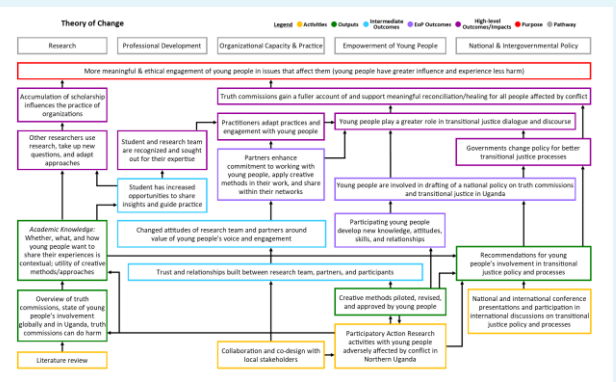 Theory of Change
Legend
Activities
Outputs
Intermediate
Outcomes
EoP Outcomes
High-level
Outcomes/Impacts
Purpose
Pathway
Research
Professional Development
Organizational Capacity & Practice
Empowerment of Young People
National & Intergovernmental Policy
More meaningful & ethical engagement of young people in issues that affect them (young people have greater influence and experience less harm)
Accumulation of scholarship
influences the practice of
organizations
Truth commissions gain a fuller account of and support meaningful reconciliation/healing for all people affected by conflict
Practitioners adapt practices and
engagement with young people
Young people play a greater role in transitional justice dialogue and discourse
Other researchers use
research, take up new
questions, and adapt
approaches
Student and research team
are recognized and sought
out for their expertise
Partners enhance
commitment to working with
young people, apply creative
methods in their work, and share
within their networks
Governments change policy for better
transitional justice processes
Student has increased
opportunities to share
insights and guide practice
Young people are involved in drafting of a national policy on truth commissions
and transitional justice in Uganda
Academic Knowledge:
Whether, what, and how
young people want to
share their experiences is
contextual; utility of creative
methods/approaches
Changed attitudes of research team and partners around
value of young people's voice and engagement
Participating young people
develop new knowledge, attitudes,
skills, and relationships
Recommendations for young
people's involvement in transitional
justice policy and processes
Trust and relationships built between research team, partners, and participants
Overview of truth
commissions, state of young
people's involvement
globally and in Uganda, truth
commissions can do harm
Creative methods piloted, revised,
and approved by young people
National and international conference
presentations and participation in
international discussions on transitional
justice policy and processes
Literature review
Collaboration and co-design with
local stakeholders
Participatory Action Research
activities with young people
adversely affected by conflict in
Northern Uganda